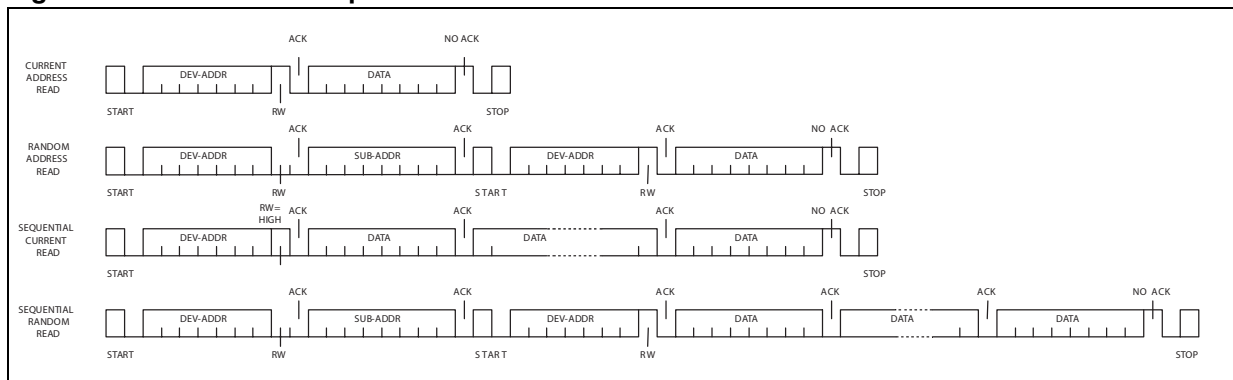 ACK NO ACK
CURRENT
ADDRESS
READ
DEV-ADDR DATA
START RW STOP
ACK ACK ACK NO ACK
RANDOM
ADDRESS
READ
DEV-ADDR SUB-ADDR DEV-ADDR DATA
START RW START RW STOP
RW=
HIGH
ACK ACK ACK NO ACK
SEQUENTIAL
CURRENT
READ
DEV-ADDR DATA DATA DATA
START STOP
ACK ACK ACK ACK ACK NO ACK
SEQUENTIAL
RANDOM
READ
DEV-ADDR SUB-ADDR DEV-ADDR DATA DATA DATA
START RW START RW STOP